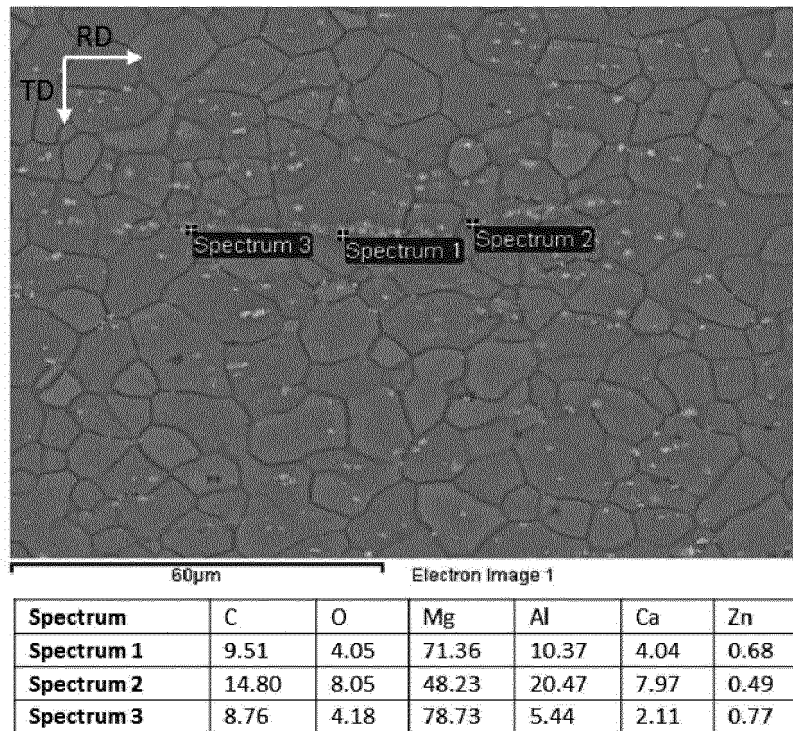 RD
TD
Spectrum 3
Spectrum 1
Spectrum 2
60µm
Electron Image 1
Spectrum C O Mg Al Ca Zn
Spectrum 1 9.51 4.05 71.36 10.37 4.04 0.68
Spectrum 2 14.80 8.05 48.23 20.47 7.97 0.49
Spectrum 3 8.76 4.18 78.73 5.44 2.11 0.77